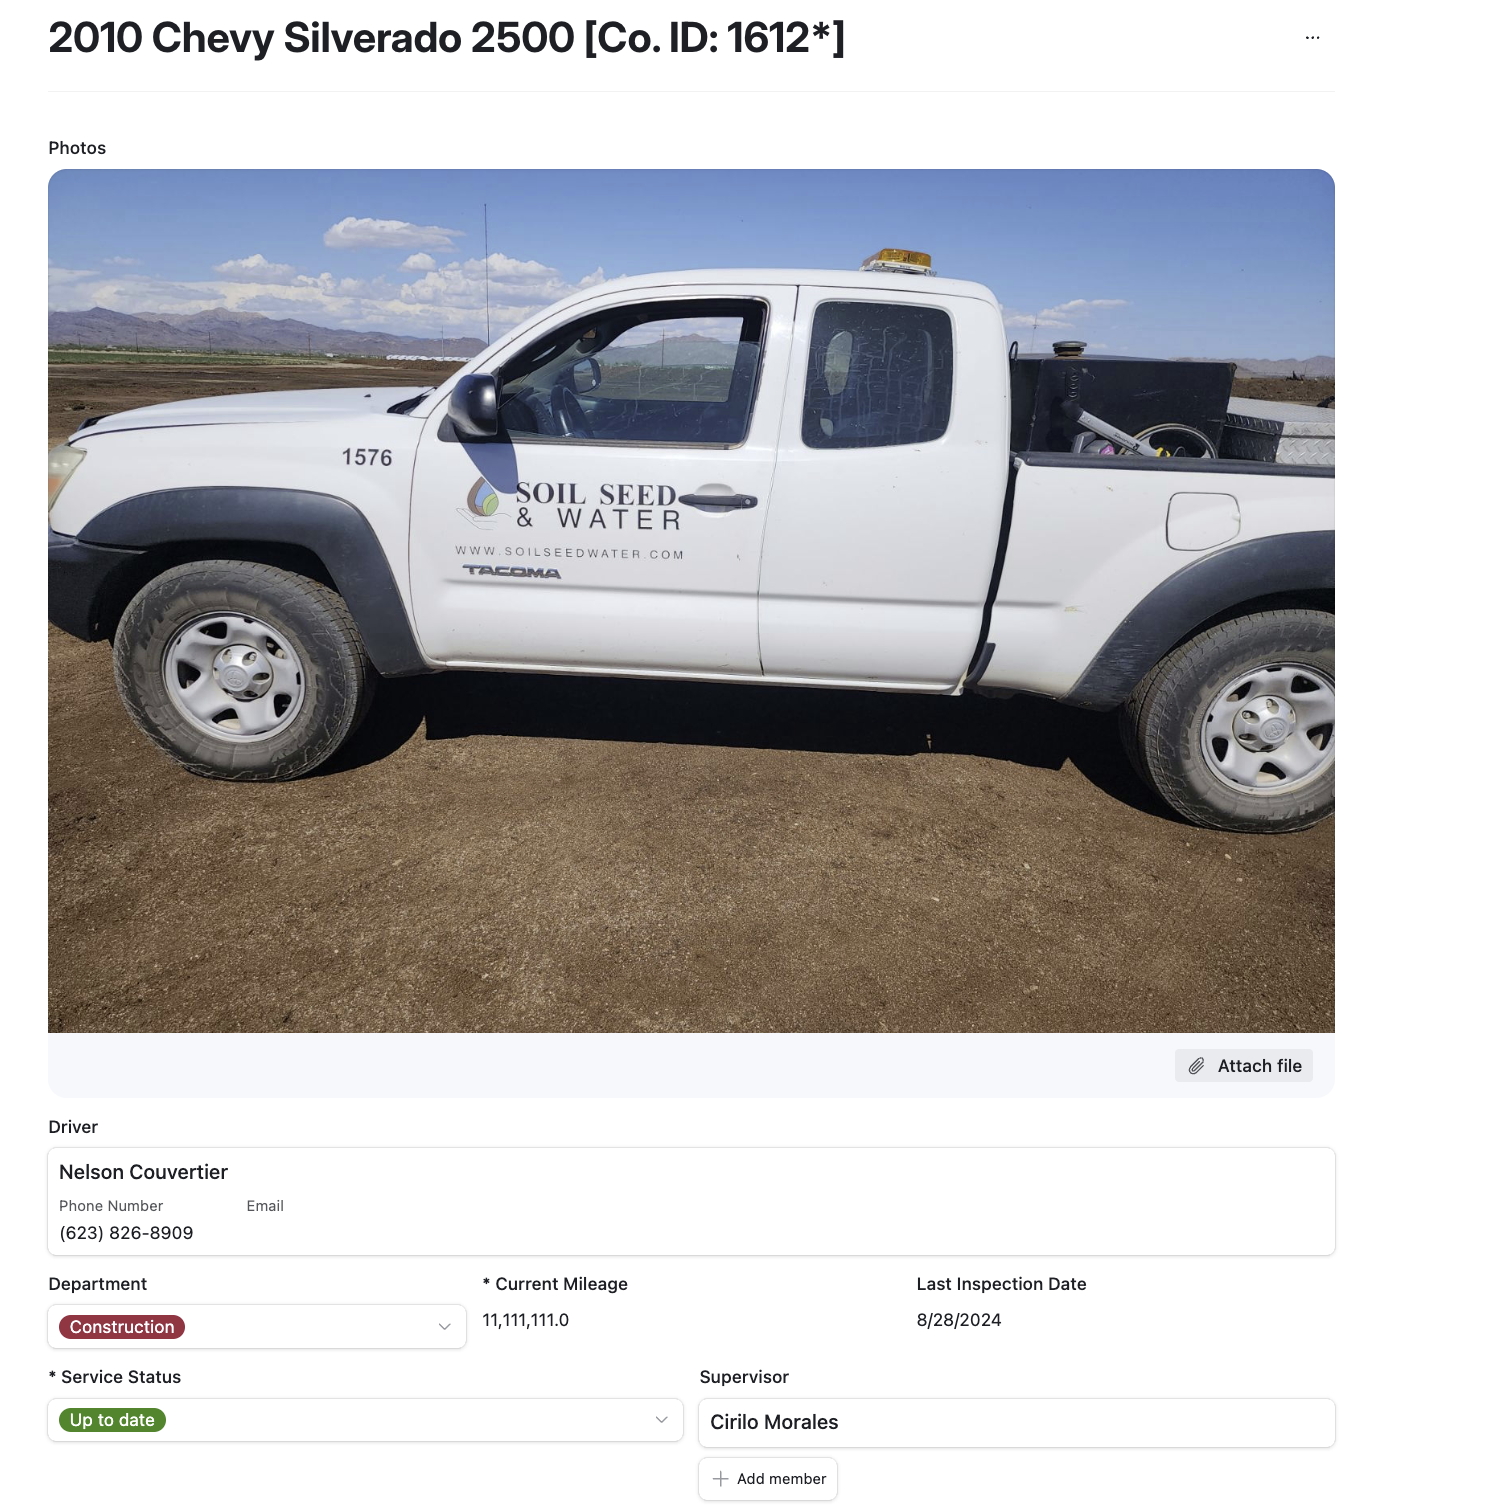 2010 Chevy Silverado 2500 [Co. ID: 1612*]
...
Photos
1576
SOIL SEED
& WATER
WWW.SOILSEEDWATER.COM
TACOMA
Attach file
Driver
Nelson Couvertier
Phone Number Email
(623) 826-8909
Department * Current Mileage Last Inspection Date
Construction 11,111,111.0 8/28/2024
* Service Status Supervisor
Up to date Cirilo Morales
+ Add member